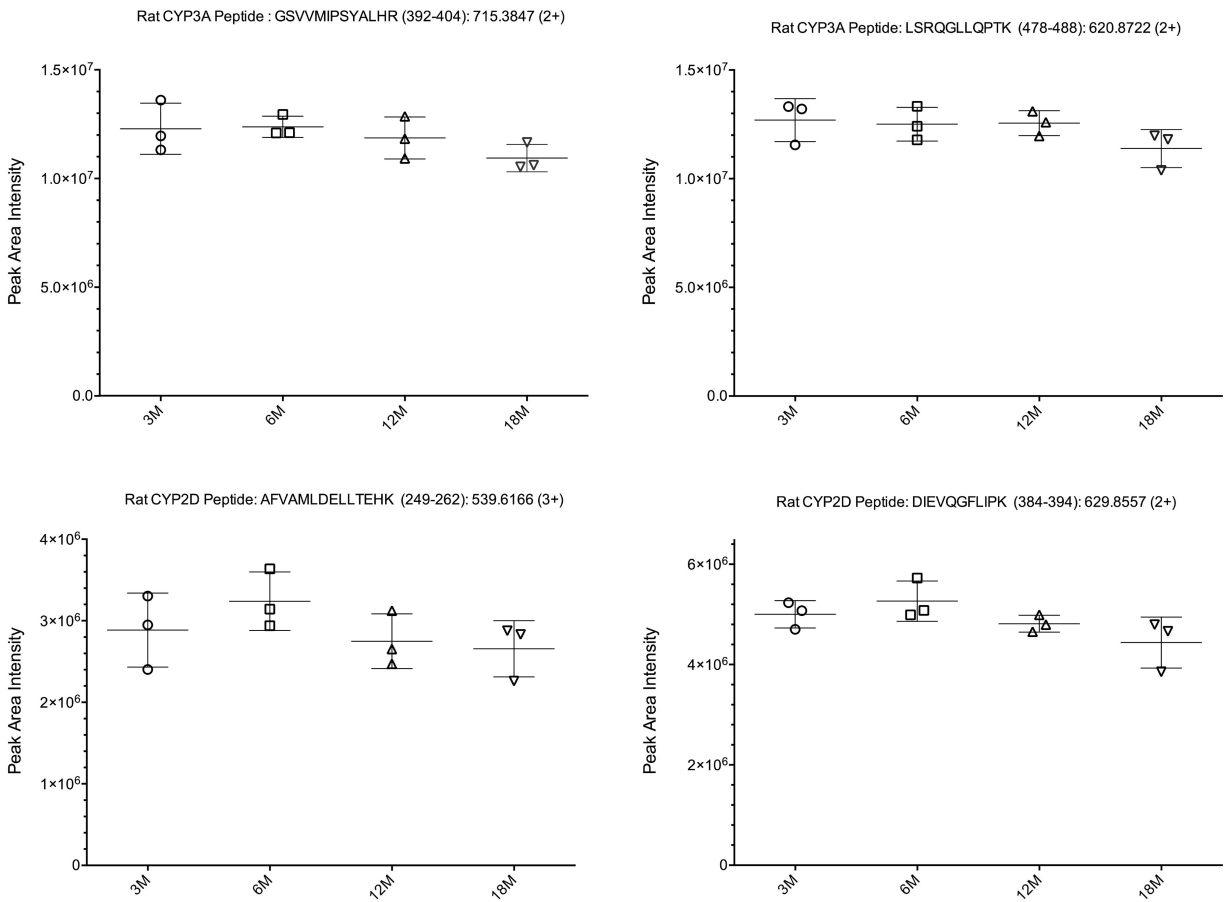 Rat CYP3A Peptide : GSVVMIPSYALHR (392-404): 715.3847 (2+)
1.5×10⁷
1.0×10⁷
5.0×10⁶
0.0
Peak Area Intensity
3M
6M
12M
18M
Rat CYP3A Peptide: LSRQGLLQPTK (478-488): 620.8722 (2+)
1.5×10⁷
1.0×10⁷
5.0×10⁶
0.0
Peak Area Intensity
3M
6M
12M
18M
Rat CYP2D Peptide: AFVAMLDELLTEHK (249-262): 539.6166 (3+)
4×10⁶
3×10⁶
2×10⁶
1×10⁶
0
Peak Area Intensity
3M
6M
12M
18M
Rat CYP2D Peptide: DIEVQGFLIPK (384-394): 629.8557 (2+)
6×10⁶
4×10⁶
2×10⁶
0
Peak Area Intensity
3M
6M
12M
18M